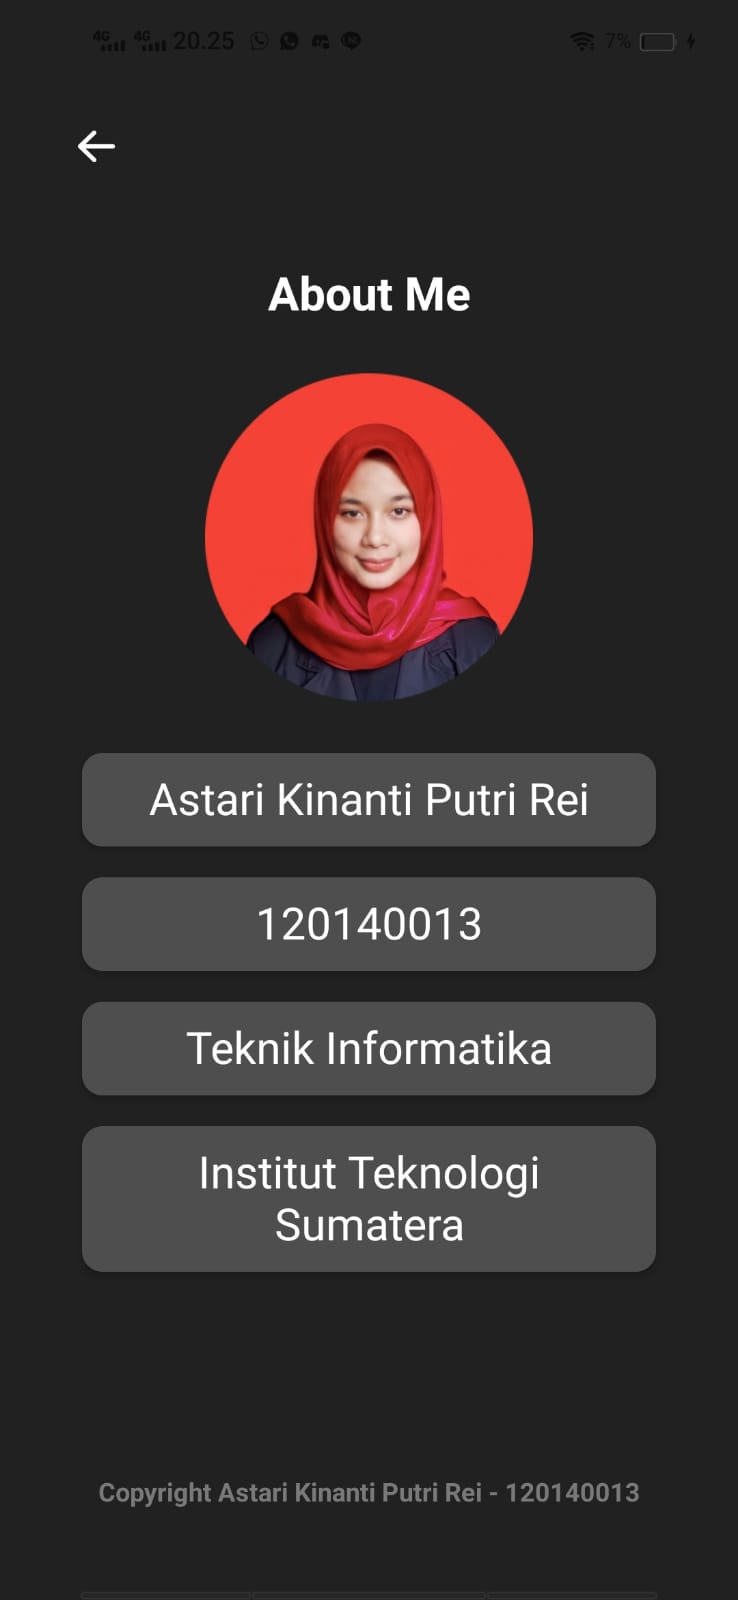 4G 4G 20.25 7%
About Me
Astari Kinanti Putri Rei
120140013
Teknik Informatika
Institut Teknologi
Sumatera
Copyright Astari Kinanti Putri Rei - 120140013